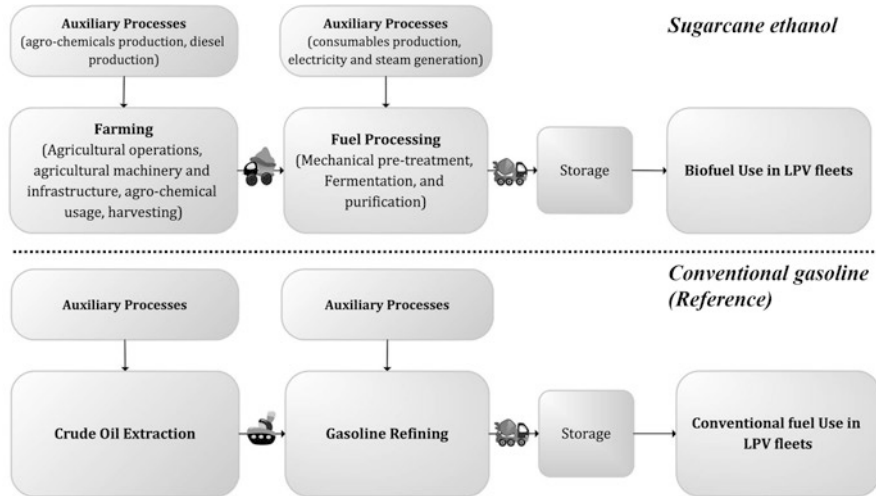 Auxiliary Processes
(agro-chemicals production, diesel
production)
Auxiliary Processes
(consumables production,
electricity and steam generation)
Sugarcane ethanol
Farming
(Agricultural operations,
agricultural machinery and
infrastructure, agro-chemical
usage, harvesting)
Fuel Processing
(Mechanical pre-treatment,
Fermentation, and
purification)
Storage
Biofuel Use in LPV fleets
Conventional gasoline
(Reference)
Auxiliary Processes
Auxiliary Processes
Crude Oil Extraction
Gasoline Refining
Storage
Conventional fuel Use in
LPV fleets